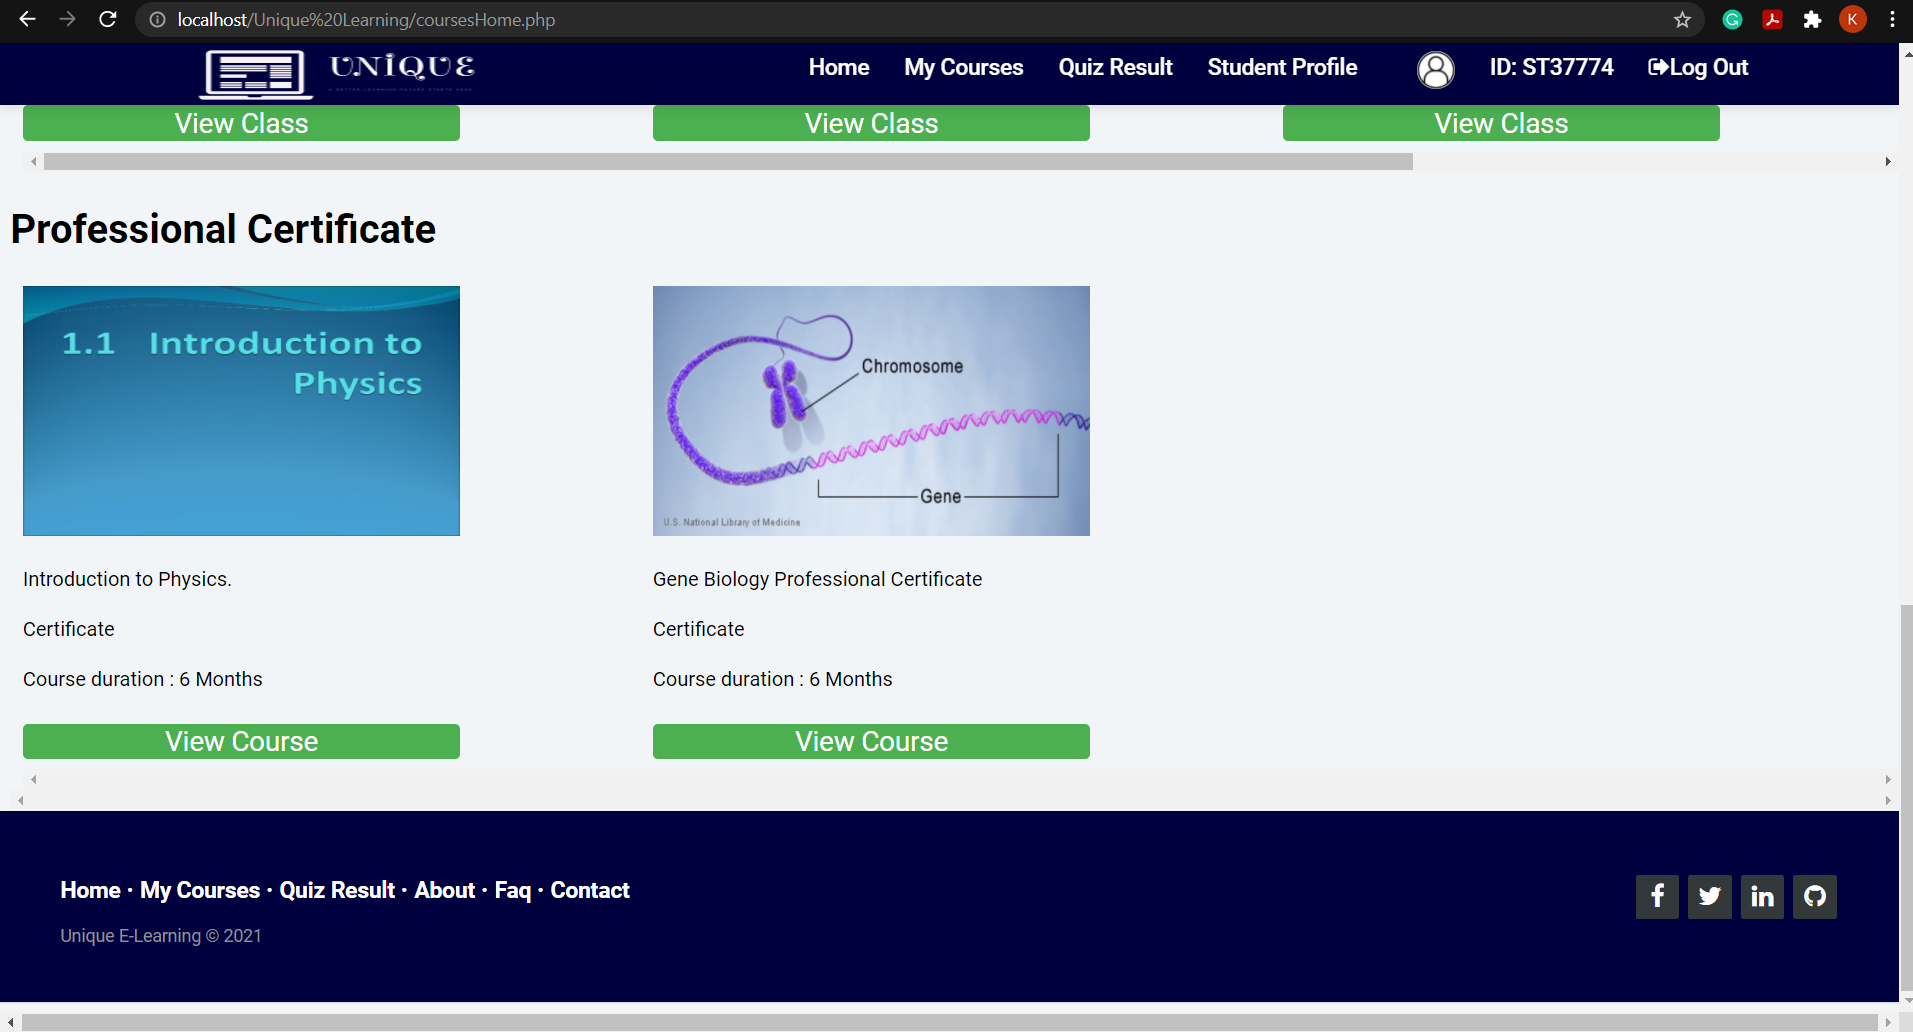 localhost/Unique%20Learning/coursesHome.php
K
UNIQUE
Home My Courses Quiz Result Student Profile ID: ST37774 Log Out
View Class View Class View Class
Professional Certificate
1.1 Introduction to
Physics
Chromosome
Gene
U.S. National Library of Medicine
Introduction to Physics.
Certificate
Course duration : 6 Months
View Course
Gene Biology Professional Certificate
Certificate
Course duration : 6 Months
View Course
Home · My Courses · Quiz Result · About · Faq · Contact
Unique E-Learning © 2021